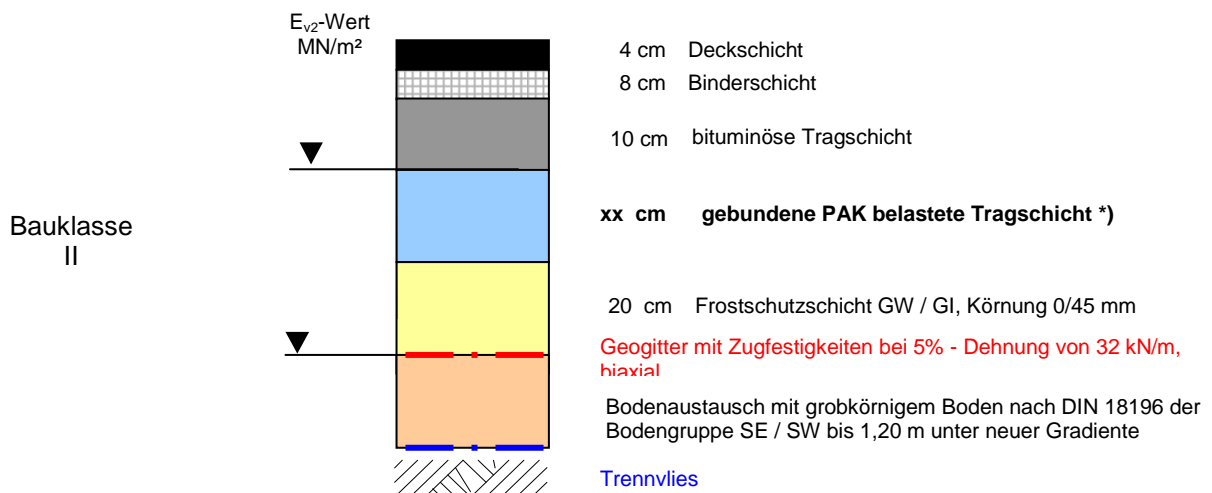 E_v2-Wert
MN/m²
4 cm Deckschicht
8 cm Binderschicht
10 cm bituminöse Tragschicht
Bauklasse
II
xx cm gebundene PAK belastete Tragschicht *)
20 cm Frostschutzschicht GW / GI, Körnung 0/45 mm
Geogitter mit Zugfestigkeiten bei 5% - Dehnung von 32 kN/m,
biaxial
Bodenaustausch mit grobkörnigem Boden nach DIN 18196 der
Bodengruppe SE / SW bis 1,20 m unter neuer Gradiente
Trennvlies